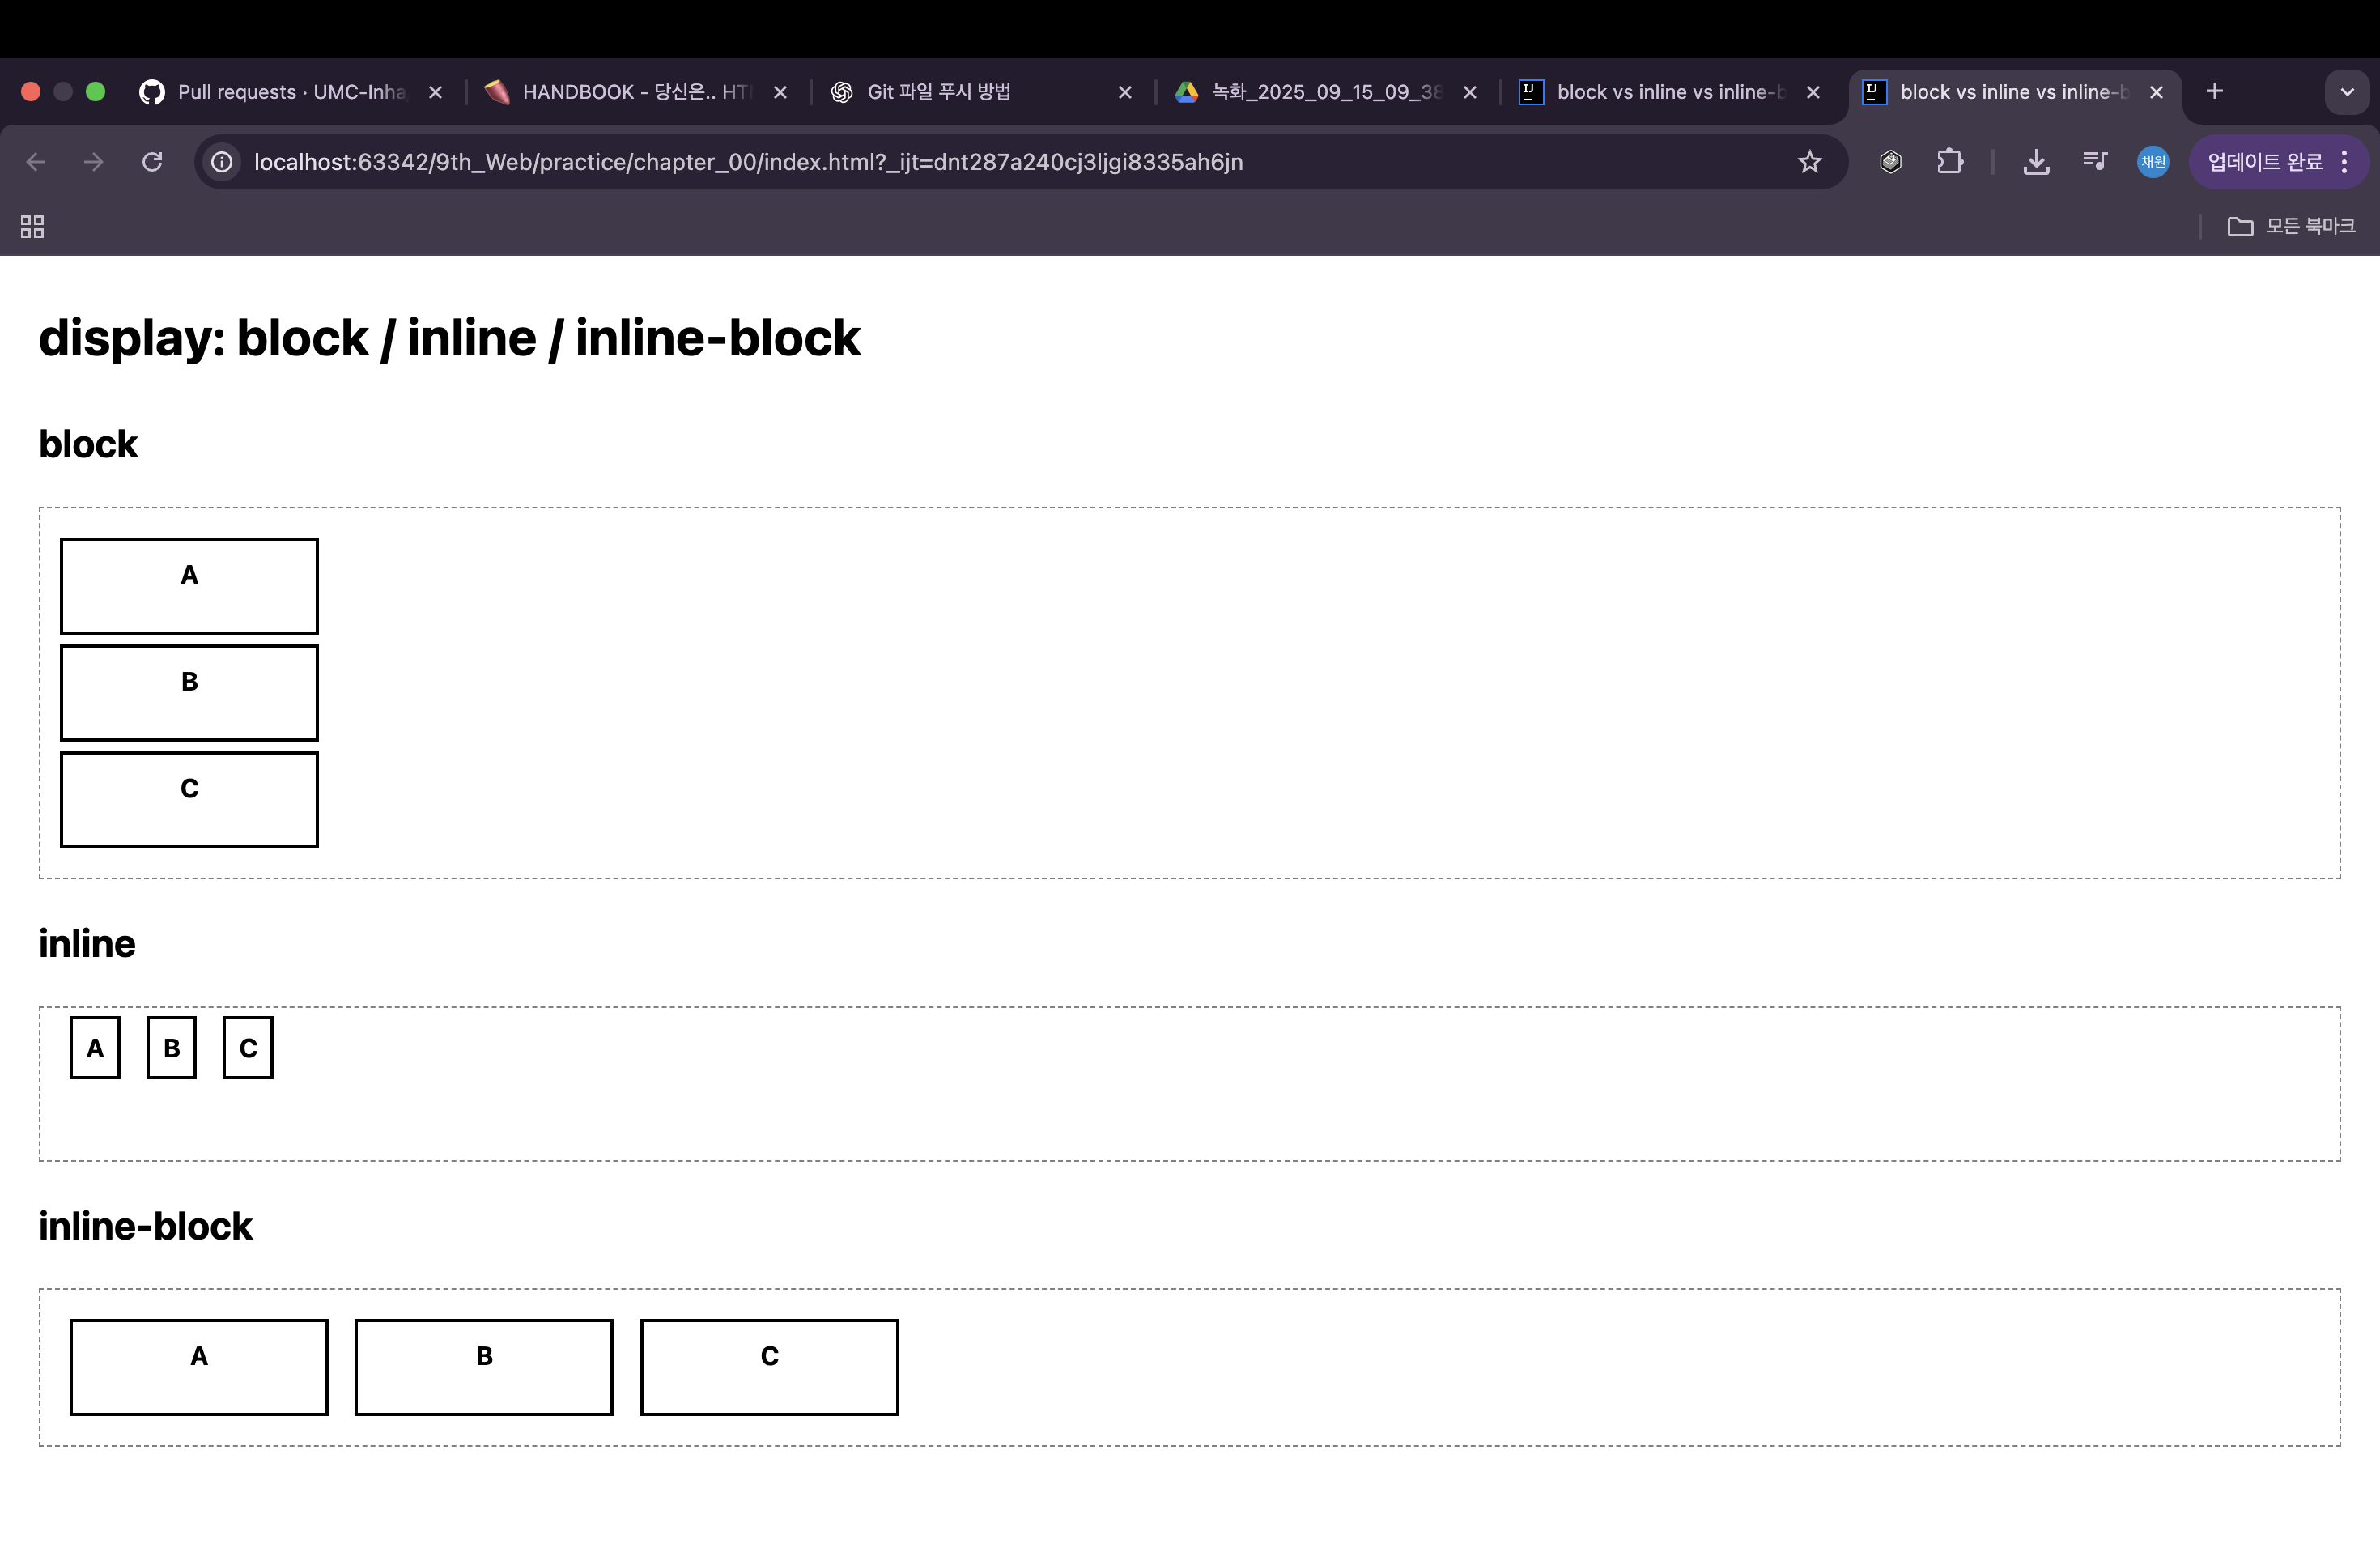 Pull requests · UMC-Inha
HANDBOOK - 당신은.. HT
Git 파일 푸시 방법
녹화_2025_09_15_09_38
block vs inline vs inline-b
block vs inline vs inline-b
localhost:63342/9th_Web/practice/chapter_00/index.html?_ijt=dnt287a240cj3ljgi8335ah6jn
채원
업데이트 완료
모든 북마크
display: block / inline / inline-block
block
A
B
C
inline
A B C
inline-block
A B C